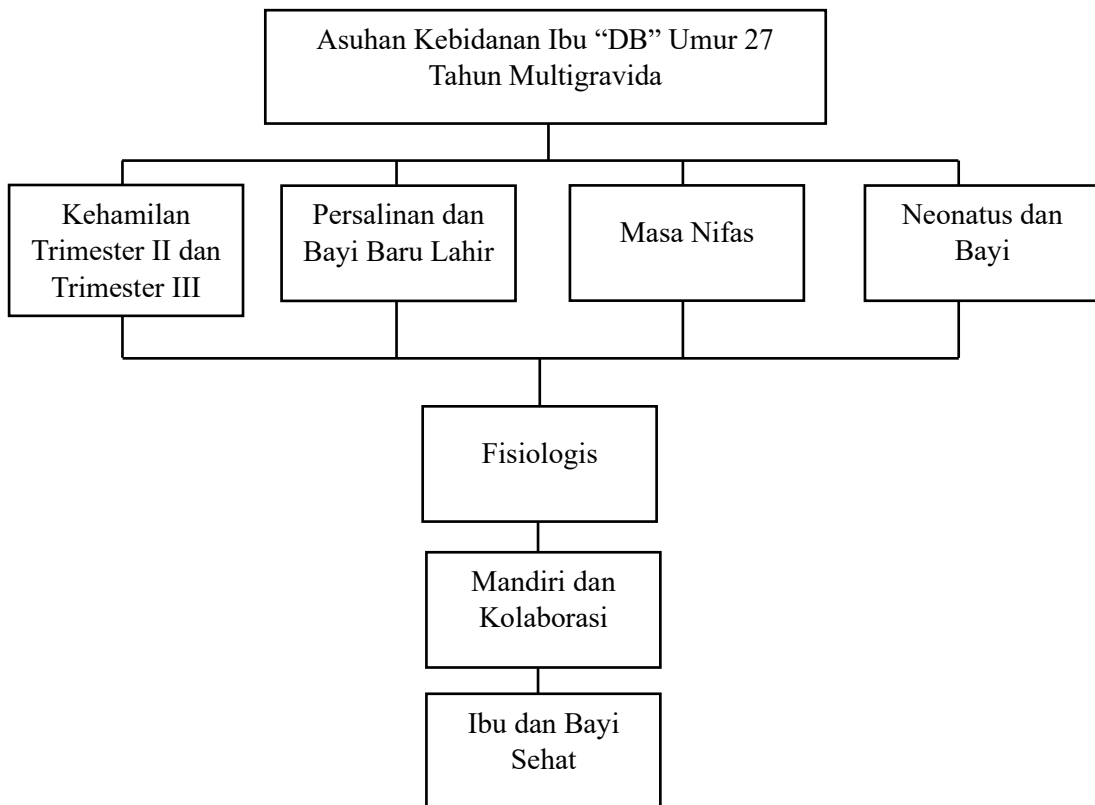 Asuhan Kebidanan Ibu “DB” Umur 27
Tahun Multigravida
Kehamilan
Trimester II dan
Trimester III
Persalinan dan
Bayi Baru Lahir
Masa Nifas
Neonatus dan
Bayi
Fisiologis
Mandiri dan
Kolaborasi
Ibu dan Bayi
Sehat